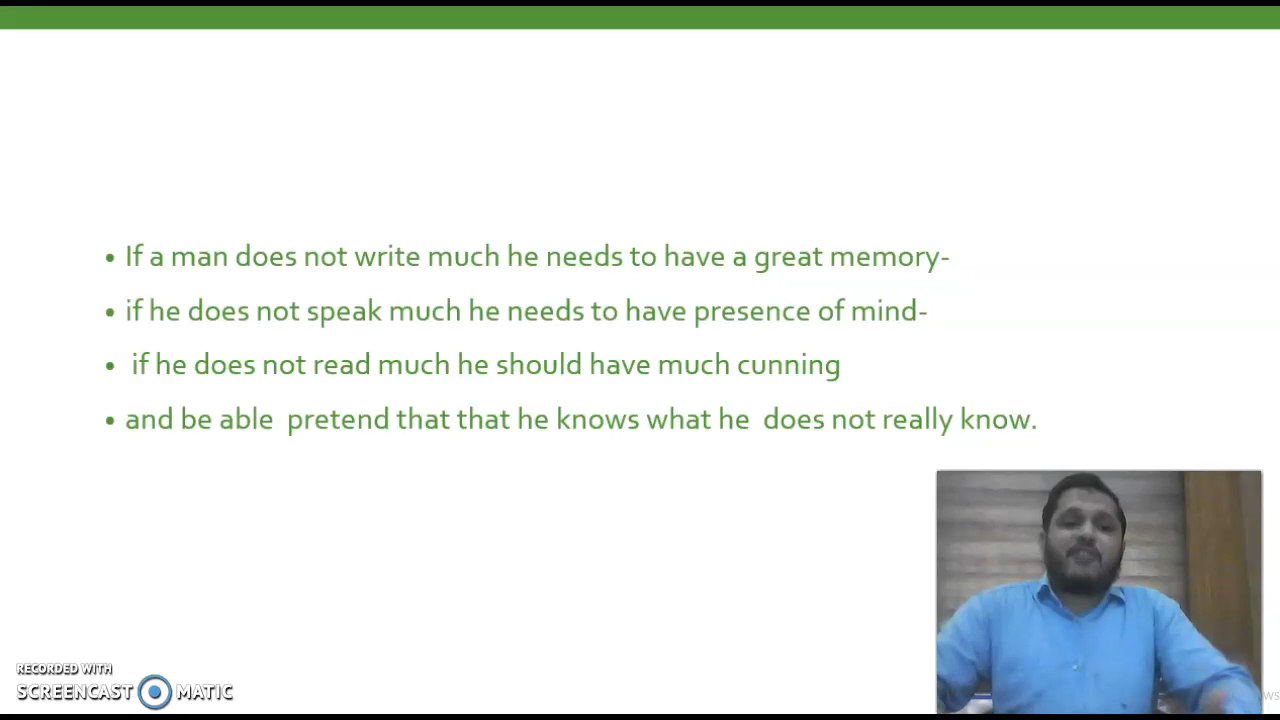 • If a man does not write much he needs to have a great memory-
• if he does not speak much he needs to have presence of mind-
• if he does not read much he should have much cunning
• and be able pretend that that he knows what he does not really know.
RECORDED WITH
SCREENCAST MATIC
ws